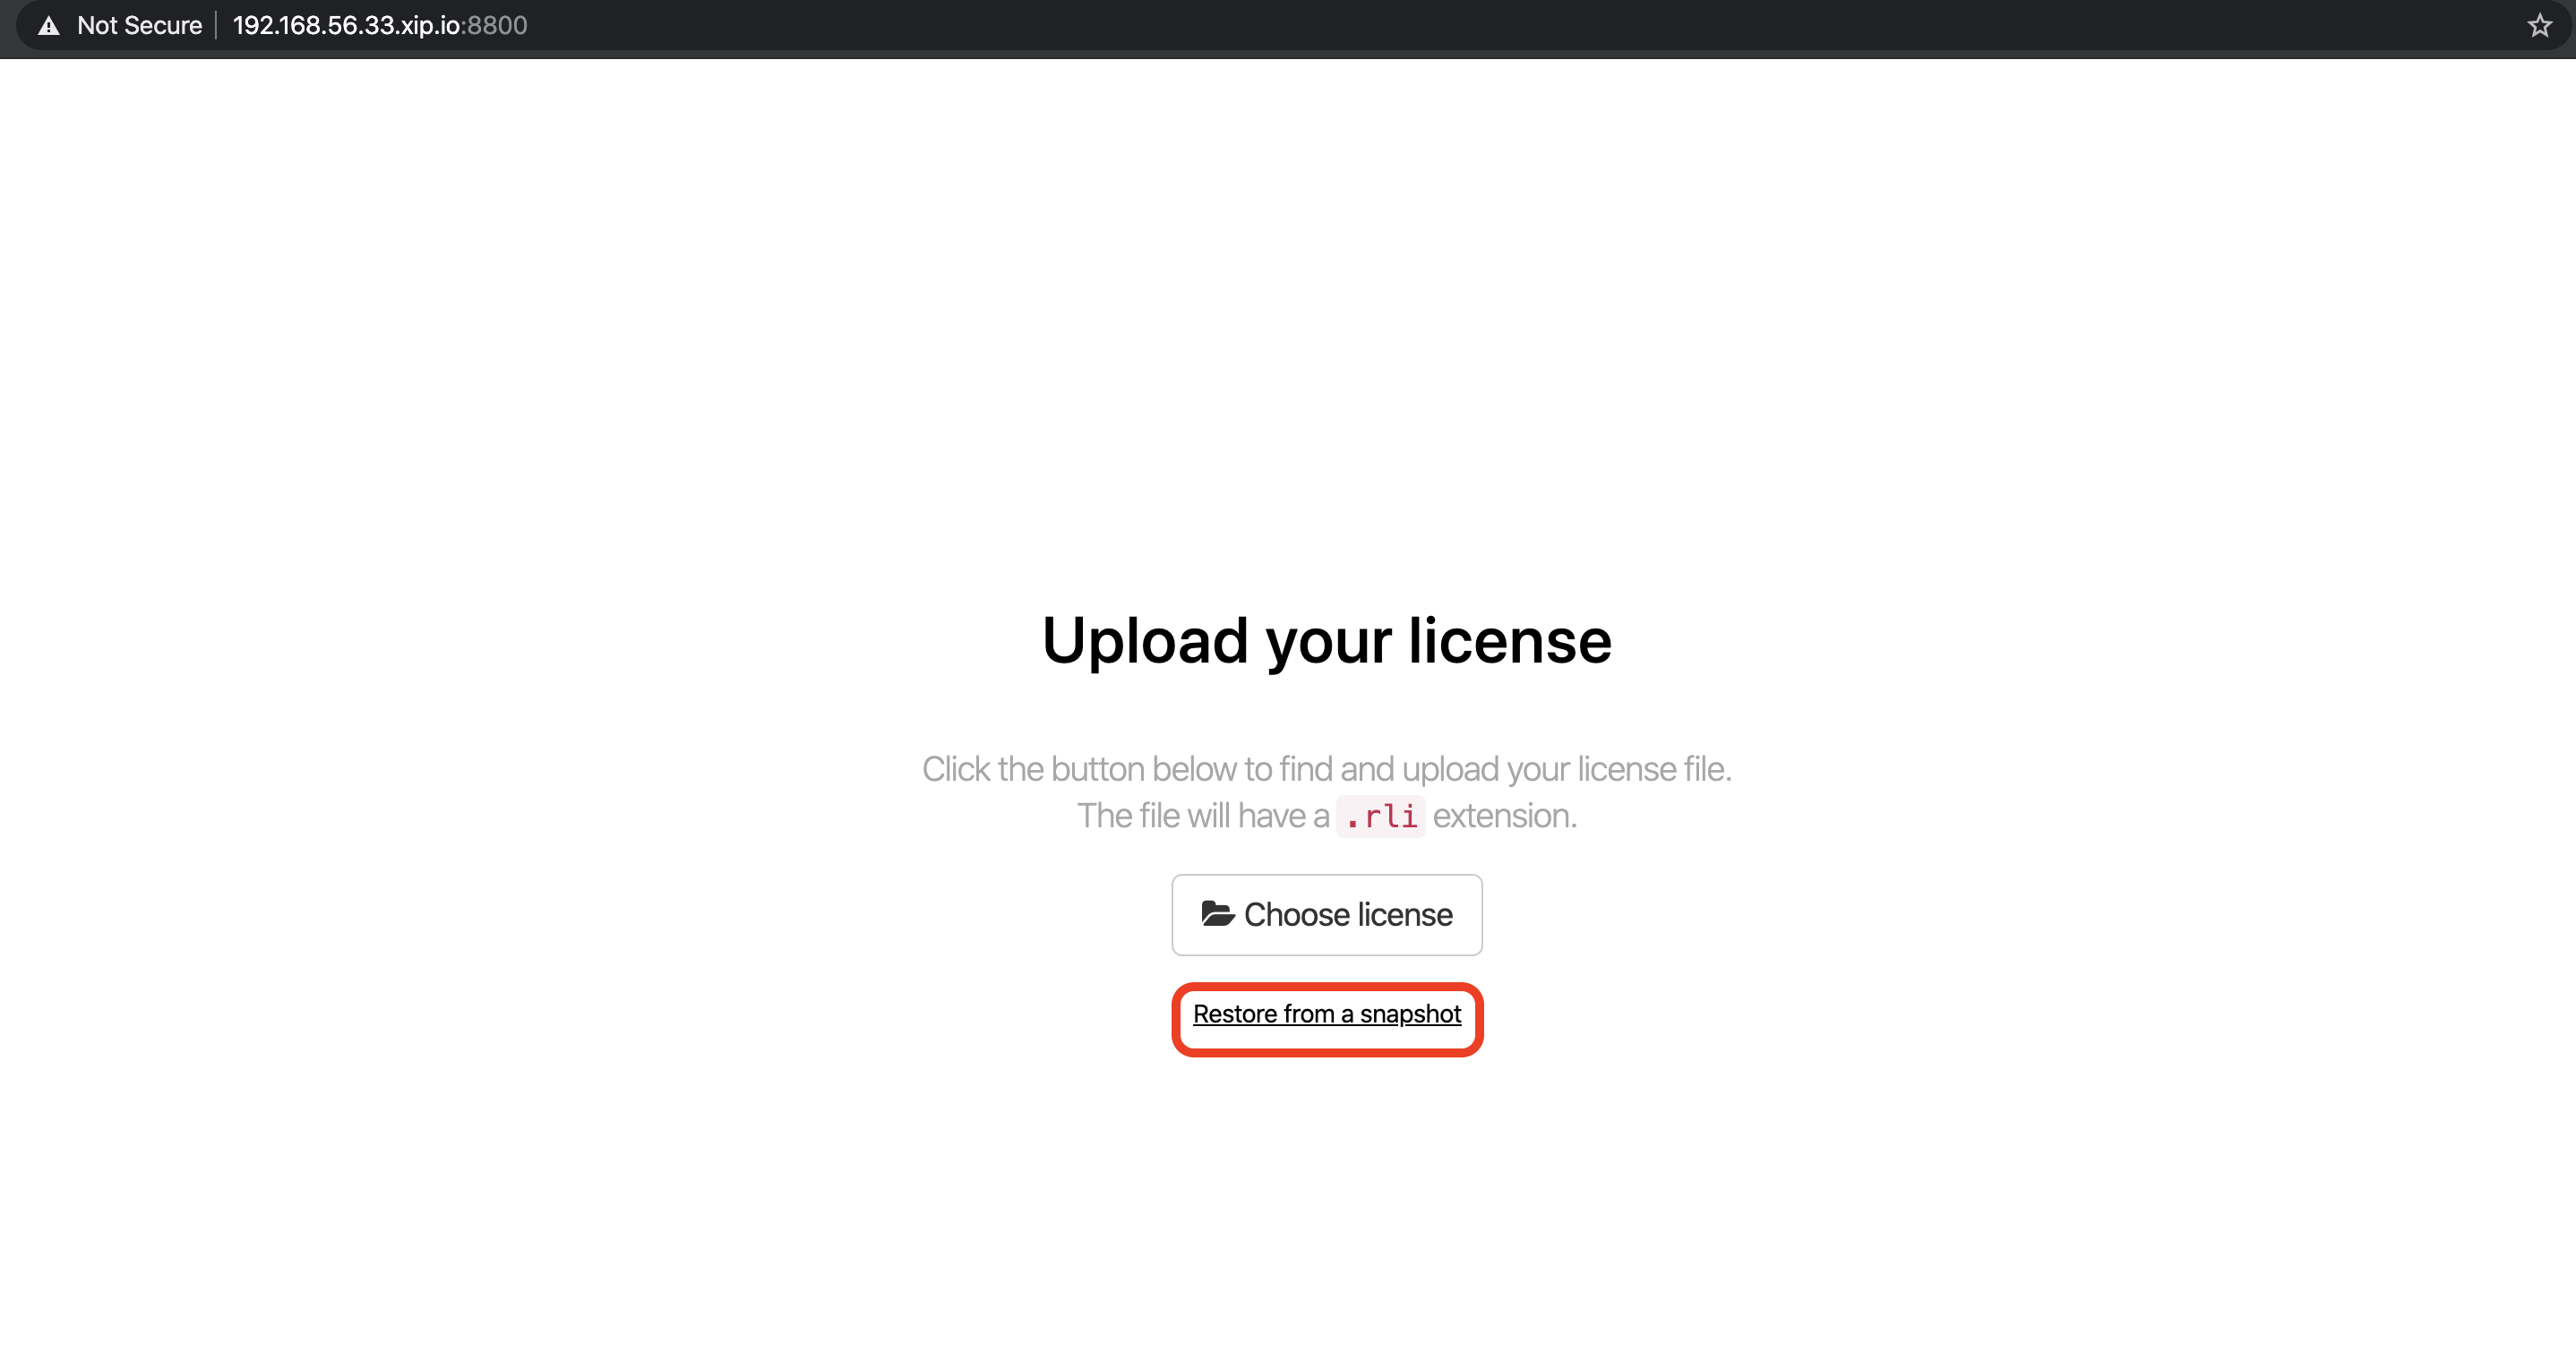 Not Secure 192.168.56.33.xip.io:8800
Upload your license
Click the button below to find and upload your license file.
The file will have a .rli extension.
Choose license
Restore from a snapshot